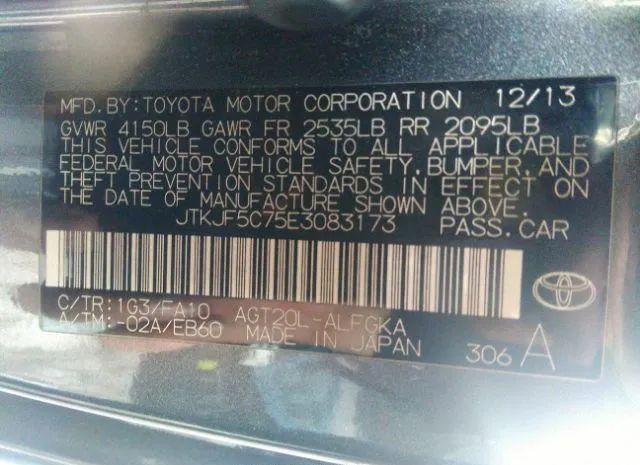 MFD.BY:TOYOTA MOTOR CORPORATION 12/13
GVWR 4150LB GAWR FR 2535LB RR 2095LB
THIS VEHICLE CONFORMS TO ALL APPLICABLE
FEDERAL MOTOR VEHICLE SAFETY,BUMPER,AND
THEFT PREVENTION STANDARDS IN EFFECT ON
THE DATE OF MANUFACTURE SHOWN ABOVE.
JTKJF5C75E3083173 PASS.CAR
C/TR:1G3/FA10 AGT20L-ALFGKA
A/TM:-02A/EB60 MADE IN JAPAN 306 A